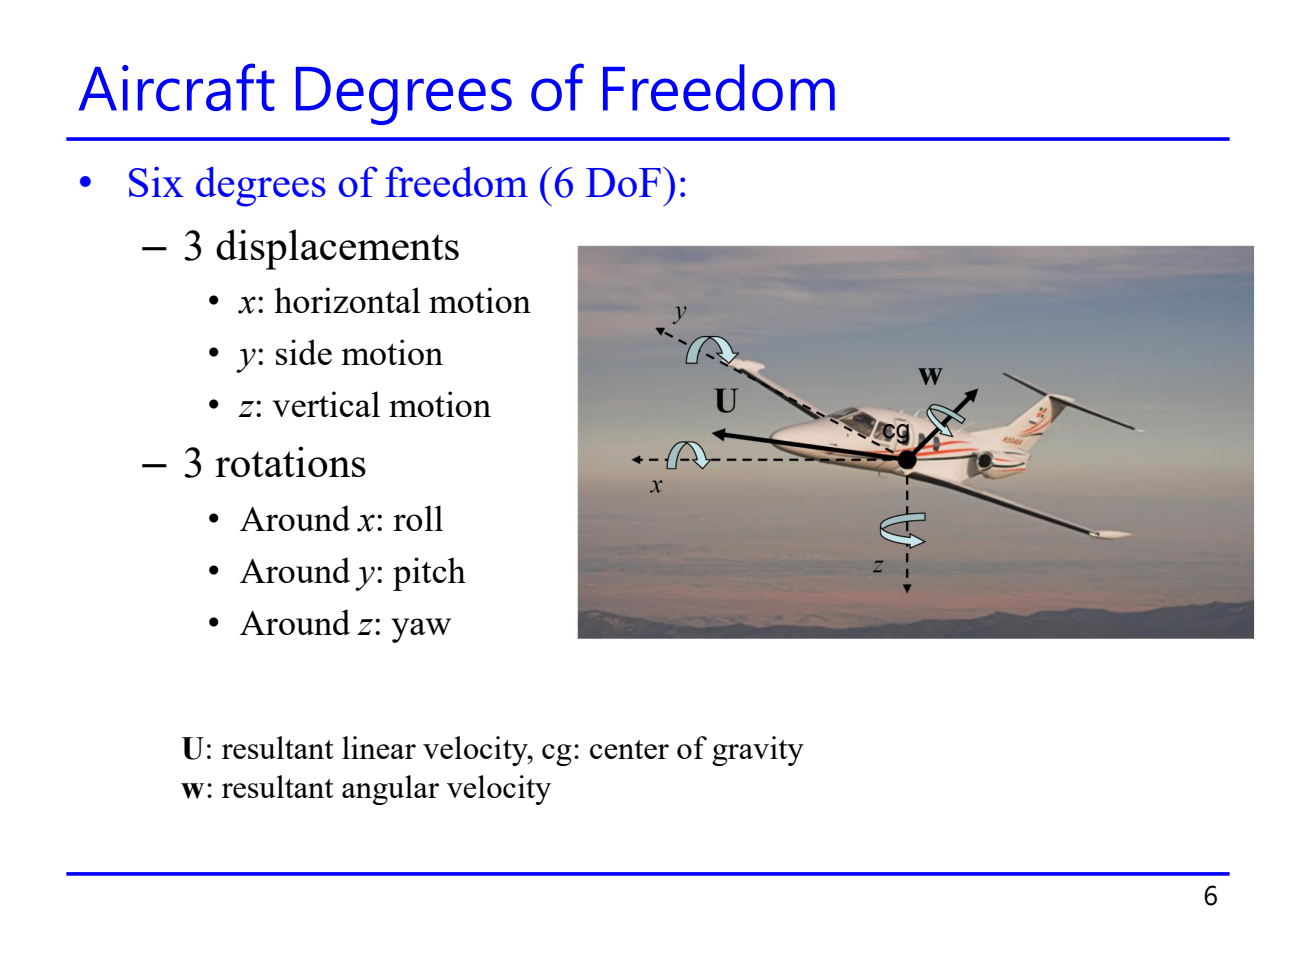 Aircraft Degrees of Freedom
• Six degrees of freedom (6 DoF):
– 3 displacements
• x: horizontal motion
• y: side motion
• z: vertical motion
– 3 rotations
• Around x: roll
• Around y: pitch
• Around z: yaw
y
U
w
cg
x
z
U: resultant linear velocity, cg: center of gravity
w: resultant angular velocity
6